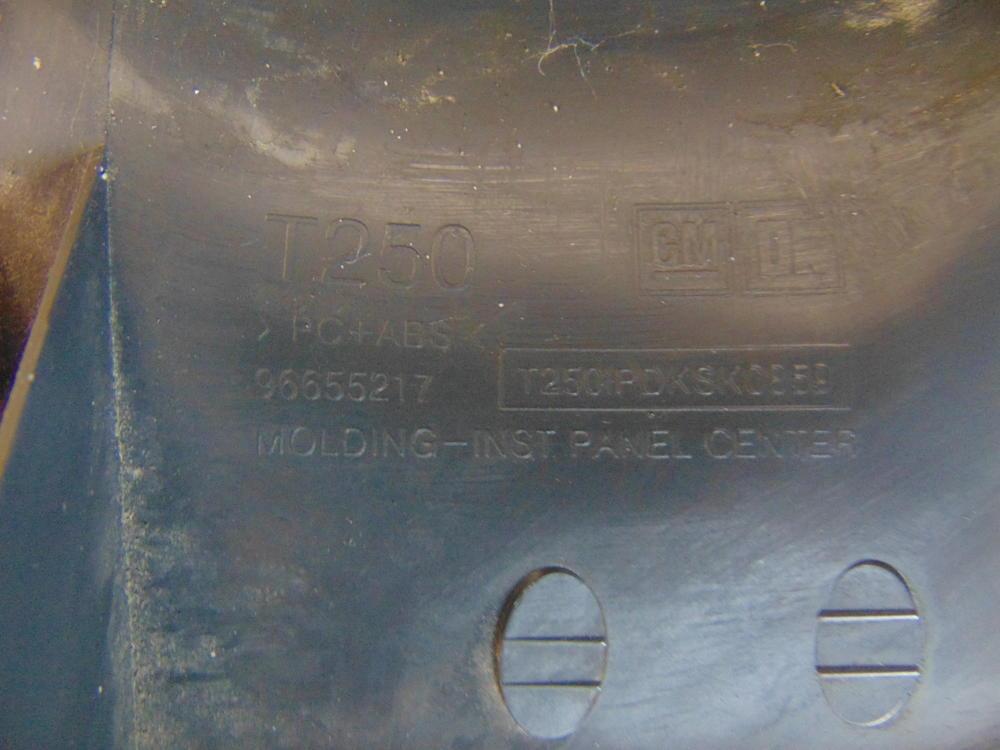 T250
GM
>PC+ABS<
96655217
MOLDING-INST PANEL CENTER